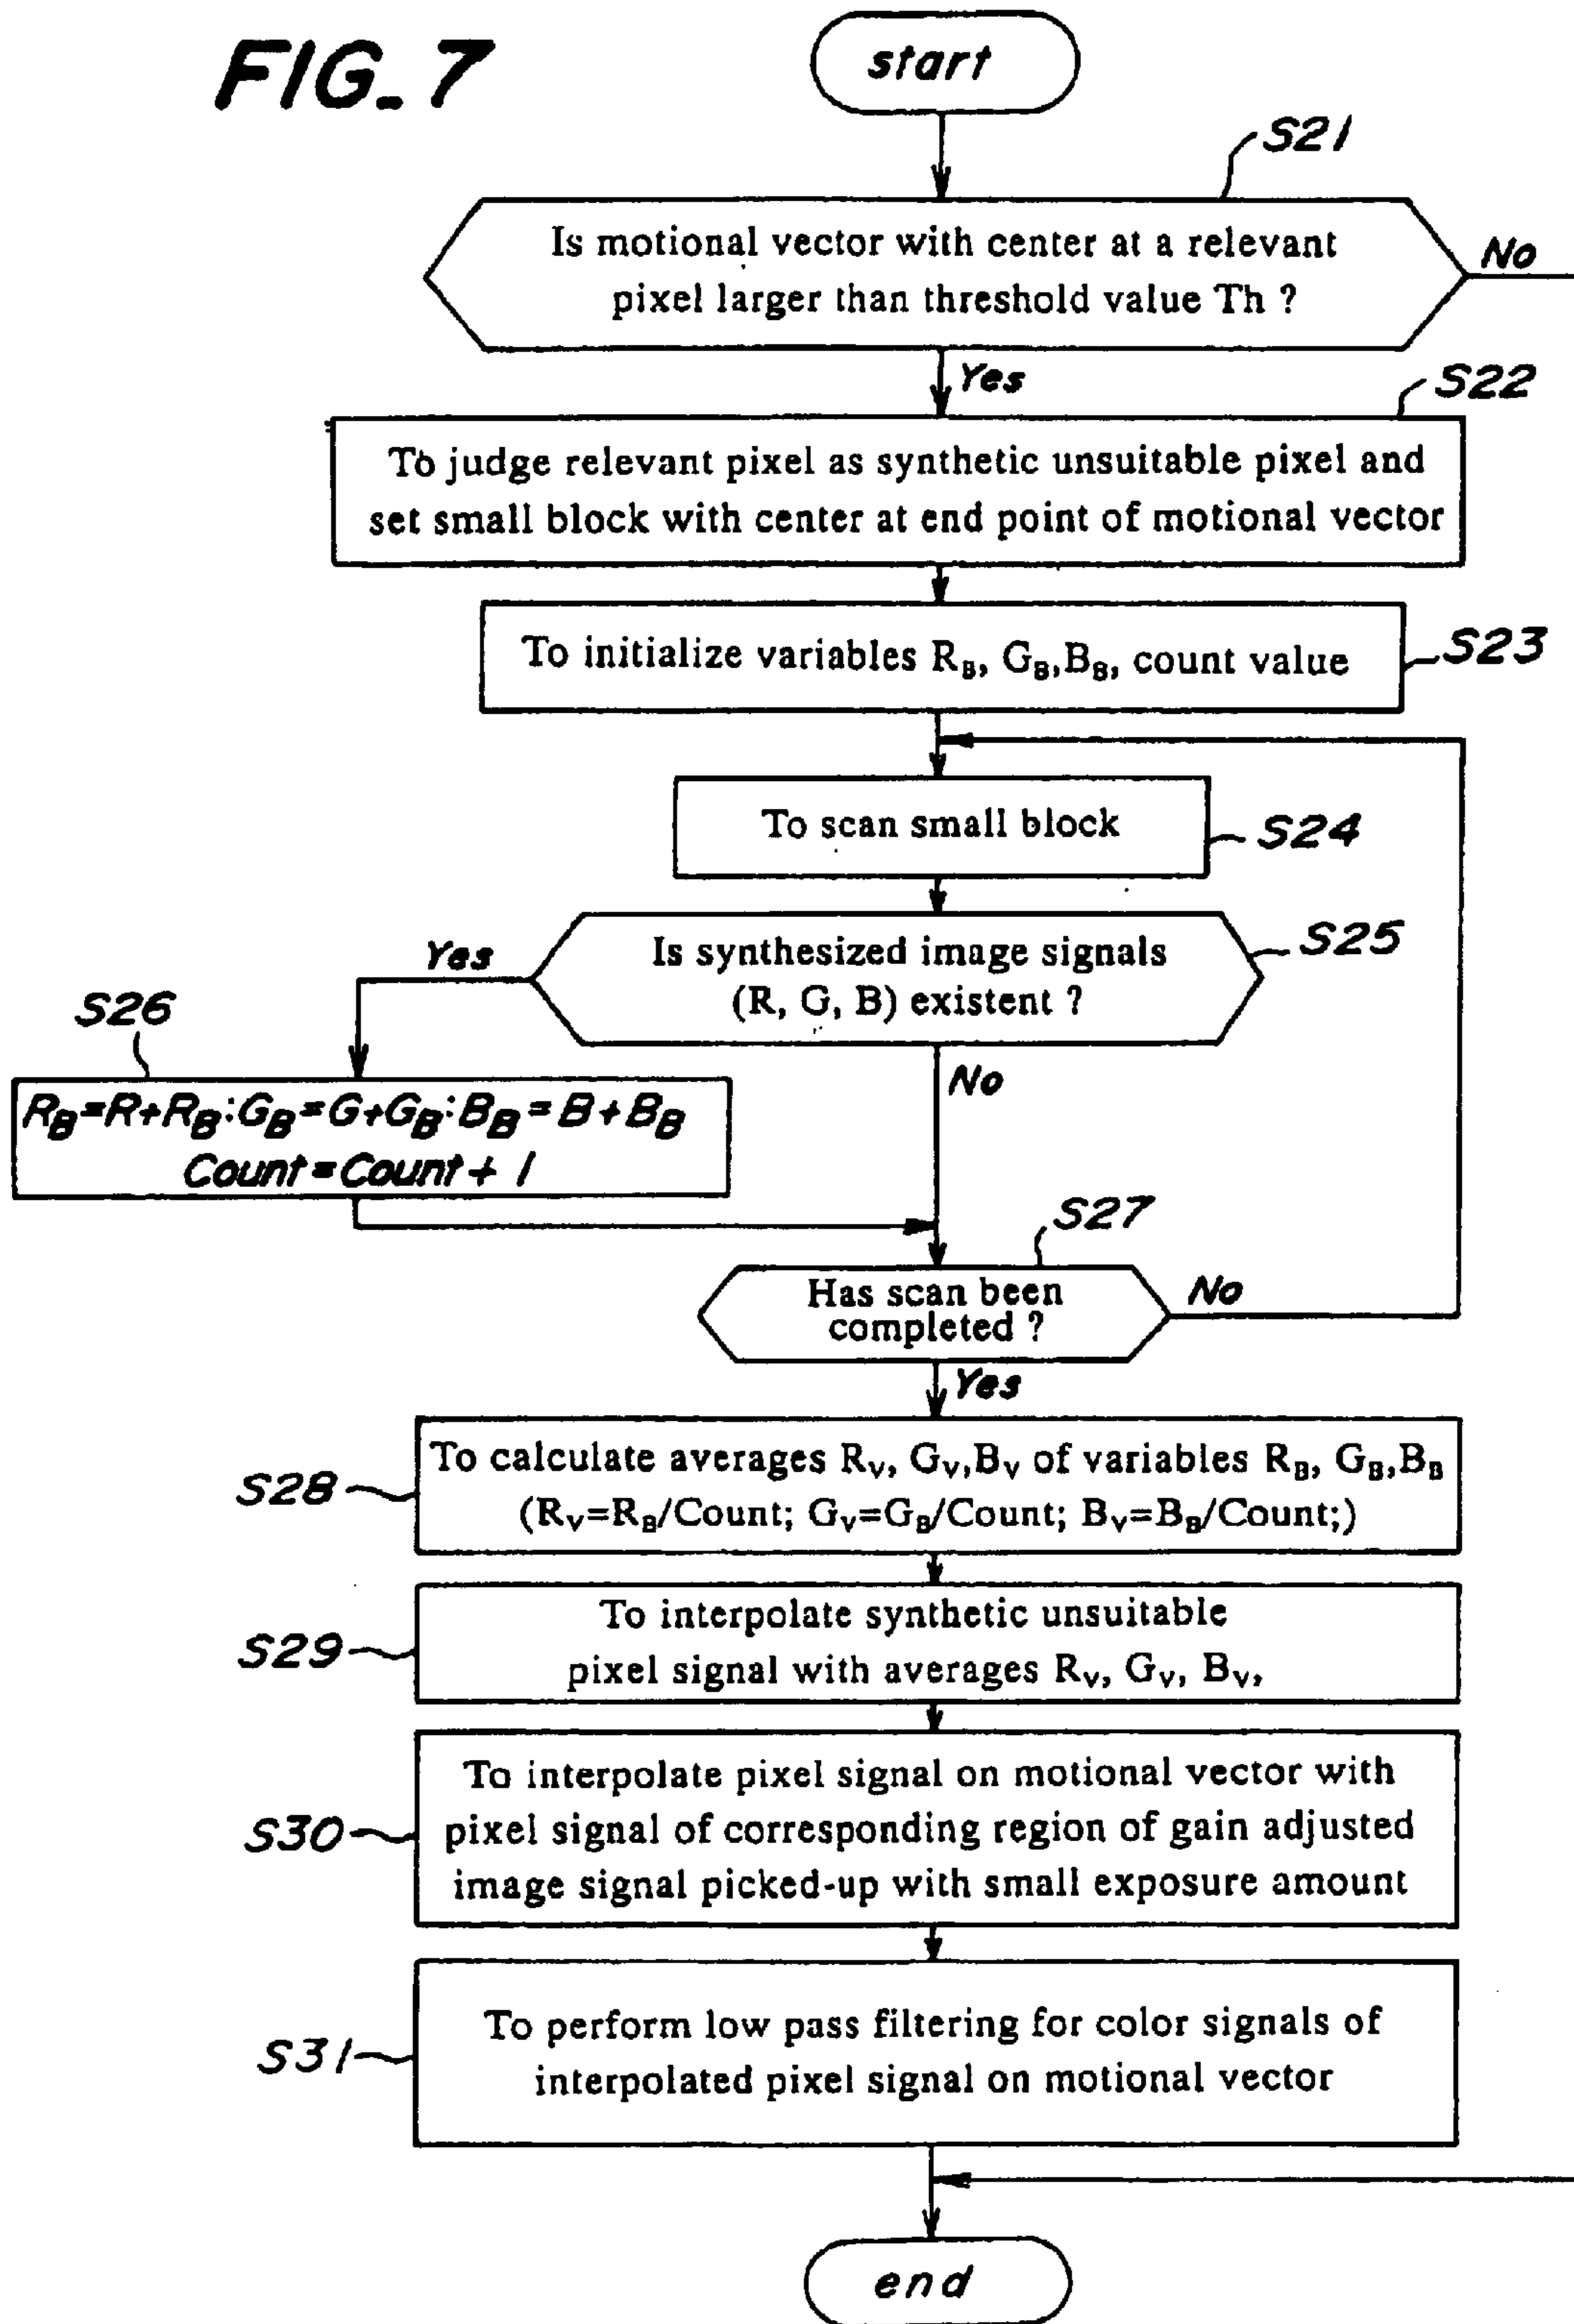 FIG_7
start
S21
Is motional vector with center at a relevant
pixel larger than threshold value Th ?
No
Yes
S22
To judge relevant pixel as synthetic unsuitable pixel and
set small block with center at end point of motional vector
To initialize variables R_B, G_B,B_B, count value
S23
To scan small block
S24
Is synthesized image signals
(R, G, B) existent ?
S25
Yes
No
S26
R_B=R+R_B:G_B=G+G_B:B_B=B+B_B
Count=Count+ 1
S27
Has scan been
completed ?
No
Yes
S28
To calculate averages R_V, G_V,B_V of variables R_B, G_B,B_B
(R_V=R_B/Count; G_V=G_B/Count; B_V=B_B/Count;)
S29
To interpolate synthetic unsuitable
pixel signal with averages R_V, G_V, B_V,
S30
To interpolate pixel signal on motional vector with
pixel signal of corresponding region of gain adjusted
image signal picked-up with small exposure amount
S31
To perform low pass filtering for color signals of
interpolated pixel signal on motional vector
end